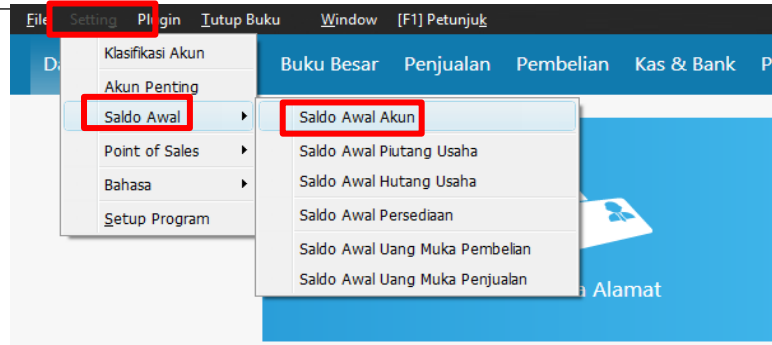 File Setting Plugin Tutup Buku Window [F1] Petunjuk
Buku Besar Penjualan Pembelian Kas & Bank
Klasifikasi Akun
Akun Penting
Saldo Awal
Point of Sales
Bahasa
Setup Program
Saldo Awal Akun
Saldo Awal Piutang Usaha
Saldo Awal Hutang Usaha
Saldo Awal Persediaan
Saldo Awal Uang Muka Pembelian
Saldo Awal Uang Muka Penjualan
Alamat